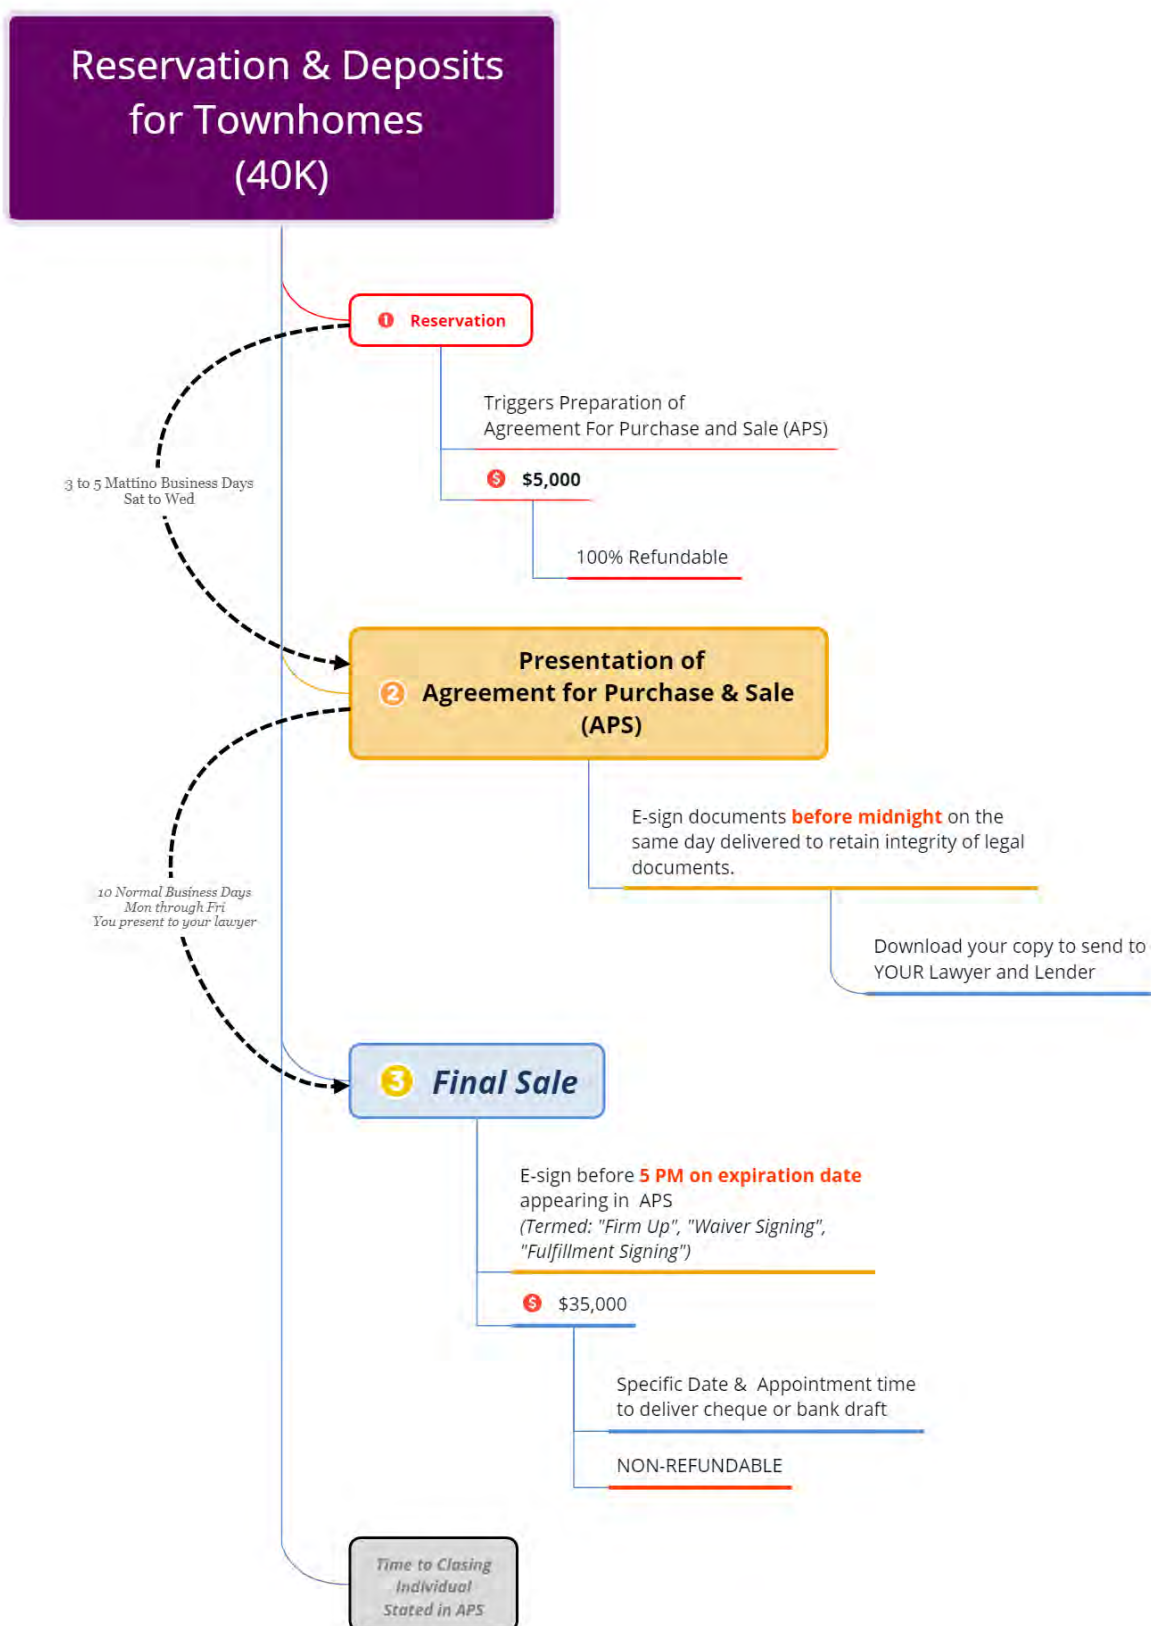 Reservation & Deposits
for Townhomes
(40K)
1 Reservation
Triggers Preparation of
Agreement For Purchase and Sale (APS)
$ $5,000
3 to 5 Mattino Business Days
Sat to Wed
100% Refundable
Presentation of
2 Agreement for Purchase & Sale
(APS)
E-sign documents before midnight on the
same day delivered to retain integrity of legal
documents.
10 Normal Business Days
Mon through Fri
You present to your lawyer
Download your copy to send to
YOUR Lawyer and Lender
3 Final Sale
E-sign before 5 PM on expiration date
appearing in APS
(Termed: "Firm Up", "Waiver Signing",
"Fulfillment Signing")
$ $35,000
Specific Date & Appointment time
to deliver cheque or bank draft
NON-REFUNDABLE
Time to Closing
Individual
Stated in APS